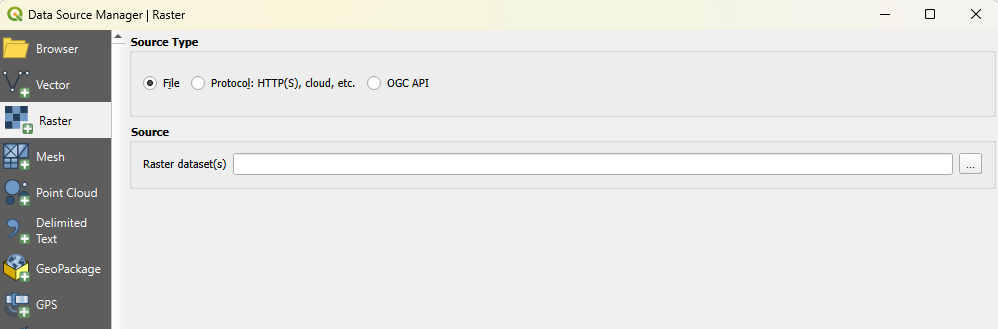 Data Source Manager | Raster
Browser
Vector
Raster
Mesh
Point Cloud
Delimited
Text
GeoPackage
GPS
Source Type
File
Protocol: HTTP(S), cloud, etc.
OGC API
Source
Raster dataset(s)
...